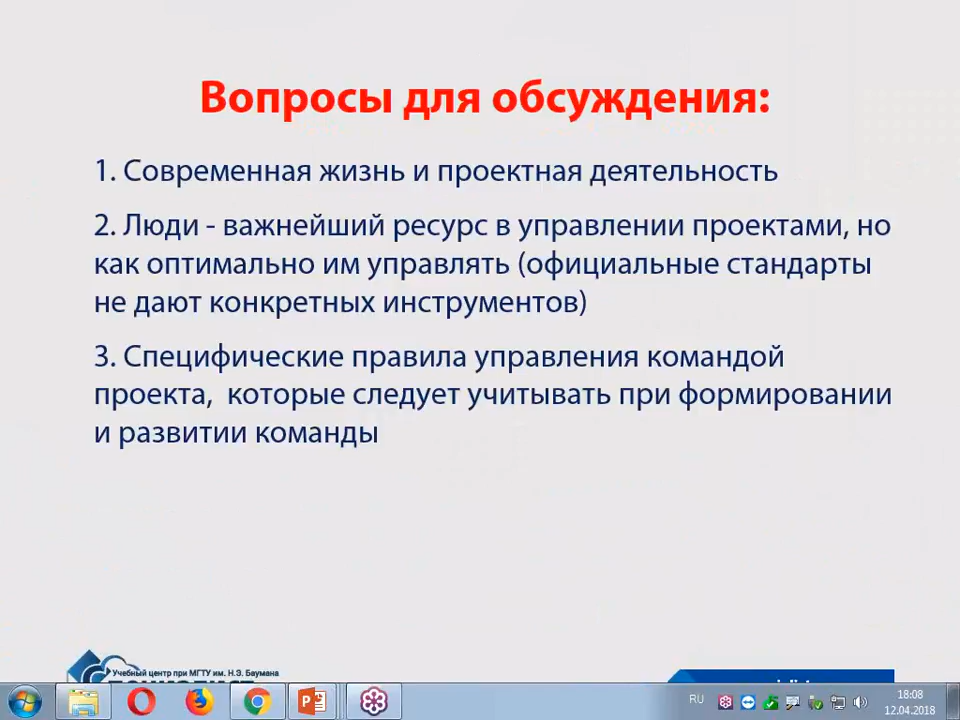 Вопросы для обсуждения:
1. Современная жизнь и проектная деятельность
2. Люди - важнейший ресурс в управлении проектами, но
как оптимально им управлять (официальные стандарты
не дают конкретных инструментов)
3. Специфические правила управления командой
проекта, которые следует учитывать при формировании
и развитии команды
Учебный центр при МГТУ им. Н.Э. Баумана
RU
18:08
12.04.2018